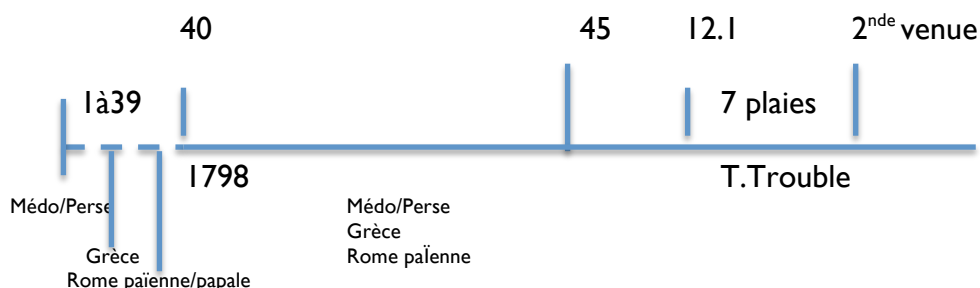 40 45 12.1 2nde venue
1à39 7 plaies
1798 T.Trouble
Médo/Perse Médo/Perse
Grèce
Grèce Rome païenne
Rome païenne/papale